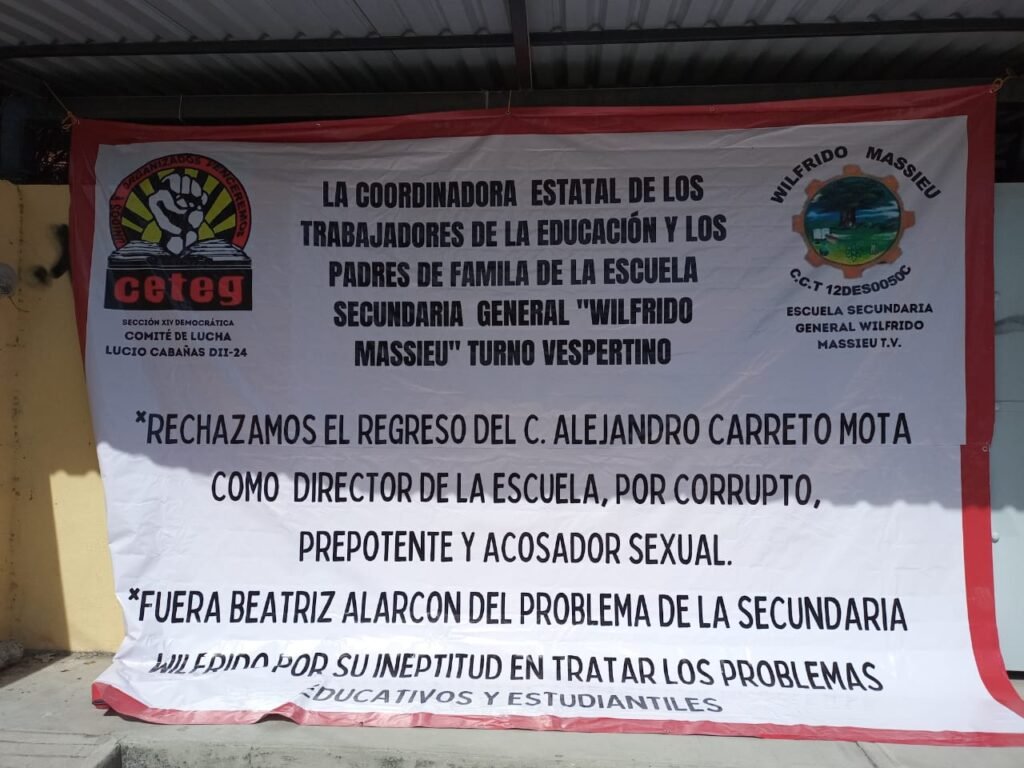 UNIDOS Y ORGANIZADOS VENCEREMOS
ceteg
SECCIÓN XIV DEMOCRÁTICA
COMITÉ DE LUCHA
LUCIO CABAÑAS DII-24
LA COORDINADORA ESTATAL DE LOS
TRABAJADORES DE LA EDUCACIÓN Y LOS
PADRES DE FAMILA DE LA ESCUELA
SECUNDARIA GENERAL "WILFRIDO
MASSIEU" TURNO VESPERTINO
WILFRIDO MASSIEU
C.C.T 12DES0050C
ESCUELA SECUNDARIA
GENERAL WILFRIDO
MASSIEU T.V.
*RECHAZAMOS EL REGRESO DEL C. ALEJANDRO CARRETO MOTA
COMO DIRECTOR DE LA ESCUELA, POR CORRUPTO,
PREPOTENTE Y ACOSADOR SEXUAL.
*FUERA BEATRIZ ALARCON DEL PROBLEMA DE LA SECUNDARIA
WILFRIDO POR SU INEPTITUD EN TRATAR LOS PROBLEMAS
EDUCATIVOS Y ESTUDIANTILES